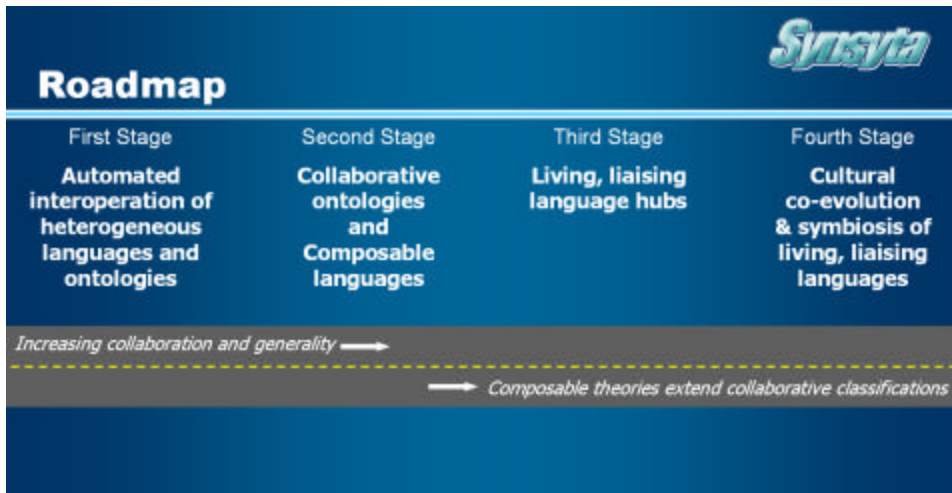 Synsyta
Roadmap
First Stage
Automated
interoperation of
heterogeneous
languages and
ontologies
Second Stage
Collaborative
ontologies
and
Composable
languages
Third Stage
Living, liaising
language hubs
Fourth Stage
Cultural
co-evolution
& symbiosis of
living, liaising
languages
Increasing collaboration and generality
Composable theories extend collaborative classifications